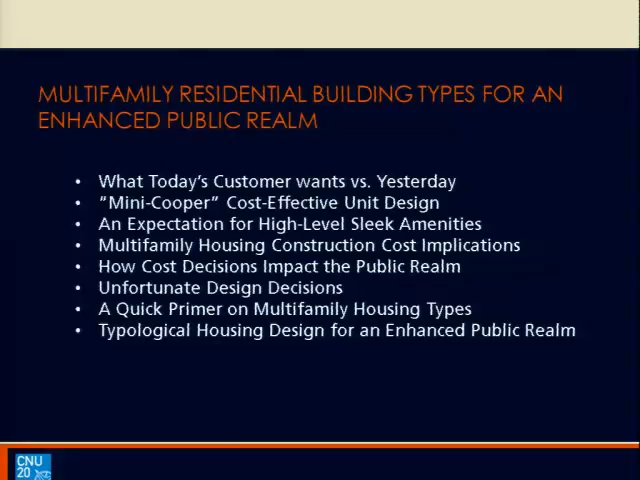 MULTIFAMILY RESIDENTIAL BUILDING TYPES FOR AN
ENHANCED PUBLIC REALM
• What Today's Customer wants vs. Yesterday
• "Mini-Cooper" Cost-Effective Unit Design
• An Expectation for High-Level Sleek Amenities
• Multifamily Housing Construction Cost Implications
• How Cost Decisions Impact the Public Realm
• Unfortunate Design Decisions
• A Quick Primer on Multifamily Housing Types
• Typological Housing Design for an Enhanced Public Realm
CNU
20